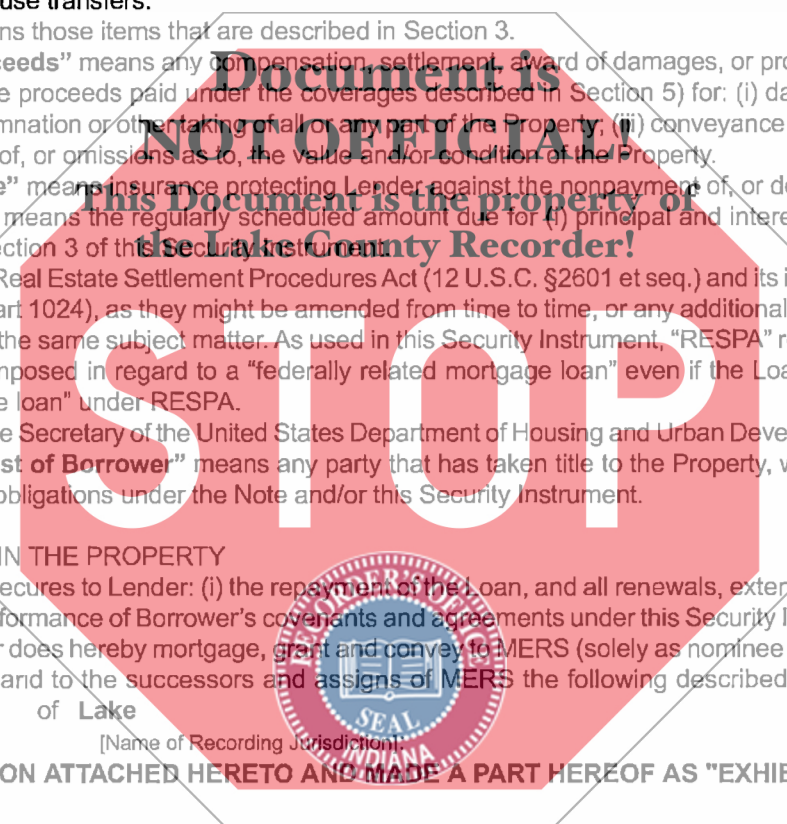 use transfers.
ns those items that are described in Section 3.
eeds” means any compensation, settlement, award of damages, or pro
e proceeds paid under the coverages described in Section 5) for: (i) da
mnation or other taking of all or any part of the Property; (iii) conveyance
of, or omissions as to, the value and/or condition of the Property.
e” means insurance protecting Lender against the nonpayment of, or de
means the regularly scheduled amount due for (i) principal and intere
ection 3 of this Security Instrument.
Real Estate Settlement Procedures Act (12 U.S.C. §2601 et seq.) and its i
art 1024), as they might be amended from time to time, or any additional
the same subject matter. As used in this Security Instrument, “RESPA” r
mposed in regard to a “federally related mortgage loan” even if the Loa
e loan” under RESPA.
e Secretary of the United States Department of Housing and Urban Deve
st of Borrower” means any party that has taken title to the Property, w
obligations under the Note and/or this Security Instrument.
IN THE PROPERTY
ecures to Lender: (i) the repayment of the Loan, and all renewals, exten
formance of Borrower’s covenants and agreements under this Security I
r does hereby mortgage, grant and convey to MERS (solely as nominee
and to the successors and assigns of MERS the following described
of Lake
[Name of Recording Jurisdiction]:
ON ATTACHED HERETO AND MADE A PART HEREOF AS "EXHIB
Document is
NOT OFFICIAL!
This Document is the property of
the Lake County Recorder!
STOP
RECORDER'S OFFICE
SEAL
INDIANA